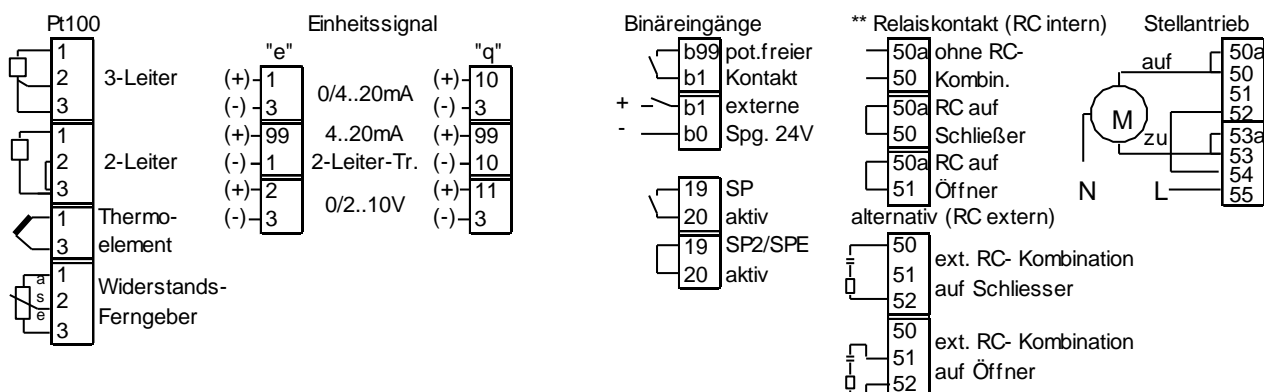 Pt100
1
2
3
3-Leiter
1
2
3
2-Leiter
1
3
Thermo-
element
a
s
e
1
2
3
Widerstands-
Ferngeber
Einheitssignal
"e"
(+) 1
(-) 3
0/4..20mA
(+) 99
(-) 1
4..20mA
2-Leiter-Tr.
(+) 2
(-) 3
0/2..10V
"q"
(+) 10
(-) 3
(+) 99
(-) 10
(+) 11
(-) 3
Binäreingänge
b99 pot.freier
b1 Kontakt
+ b1 externe
- b0 Spg. 24V
19 SP
20 aktiv
19 SP2/SPE
20 aktiv
** Relaiskontakt (RC intern)
50a ohne RC-
50 Kombin.
50a RC auf
50 Schließer
50a RC auf
51 Öffner
alternativ (RC extern)
50
51
52
ext. RC- Kombination
auf Schliesser
50
51
52
ext. RC- Kombination
auf Öffner
Stellantrieb
auf
M
zu
N
L
50a
50
51
52
53a
53
54
55